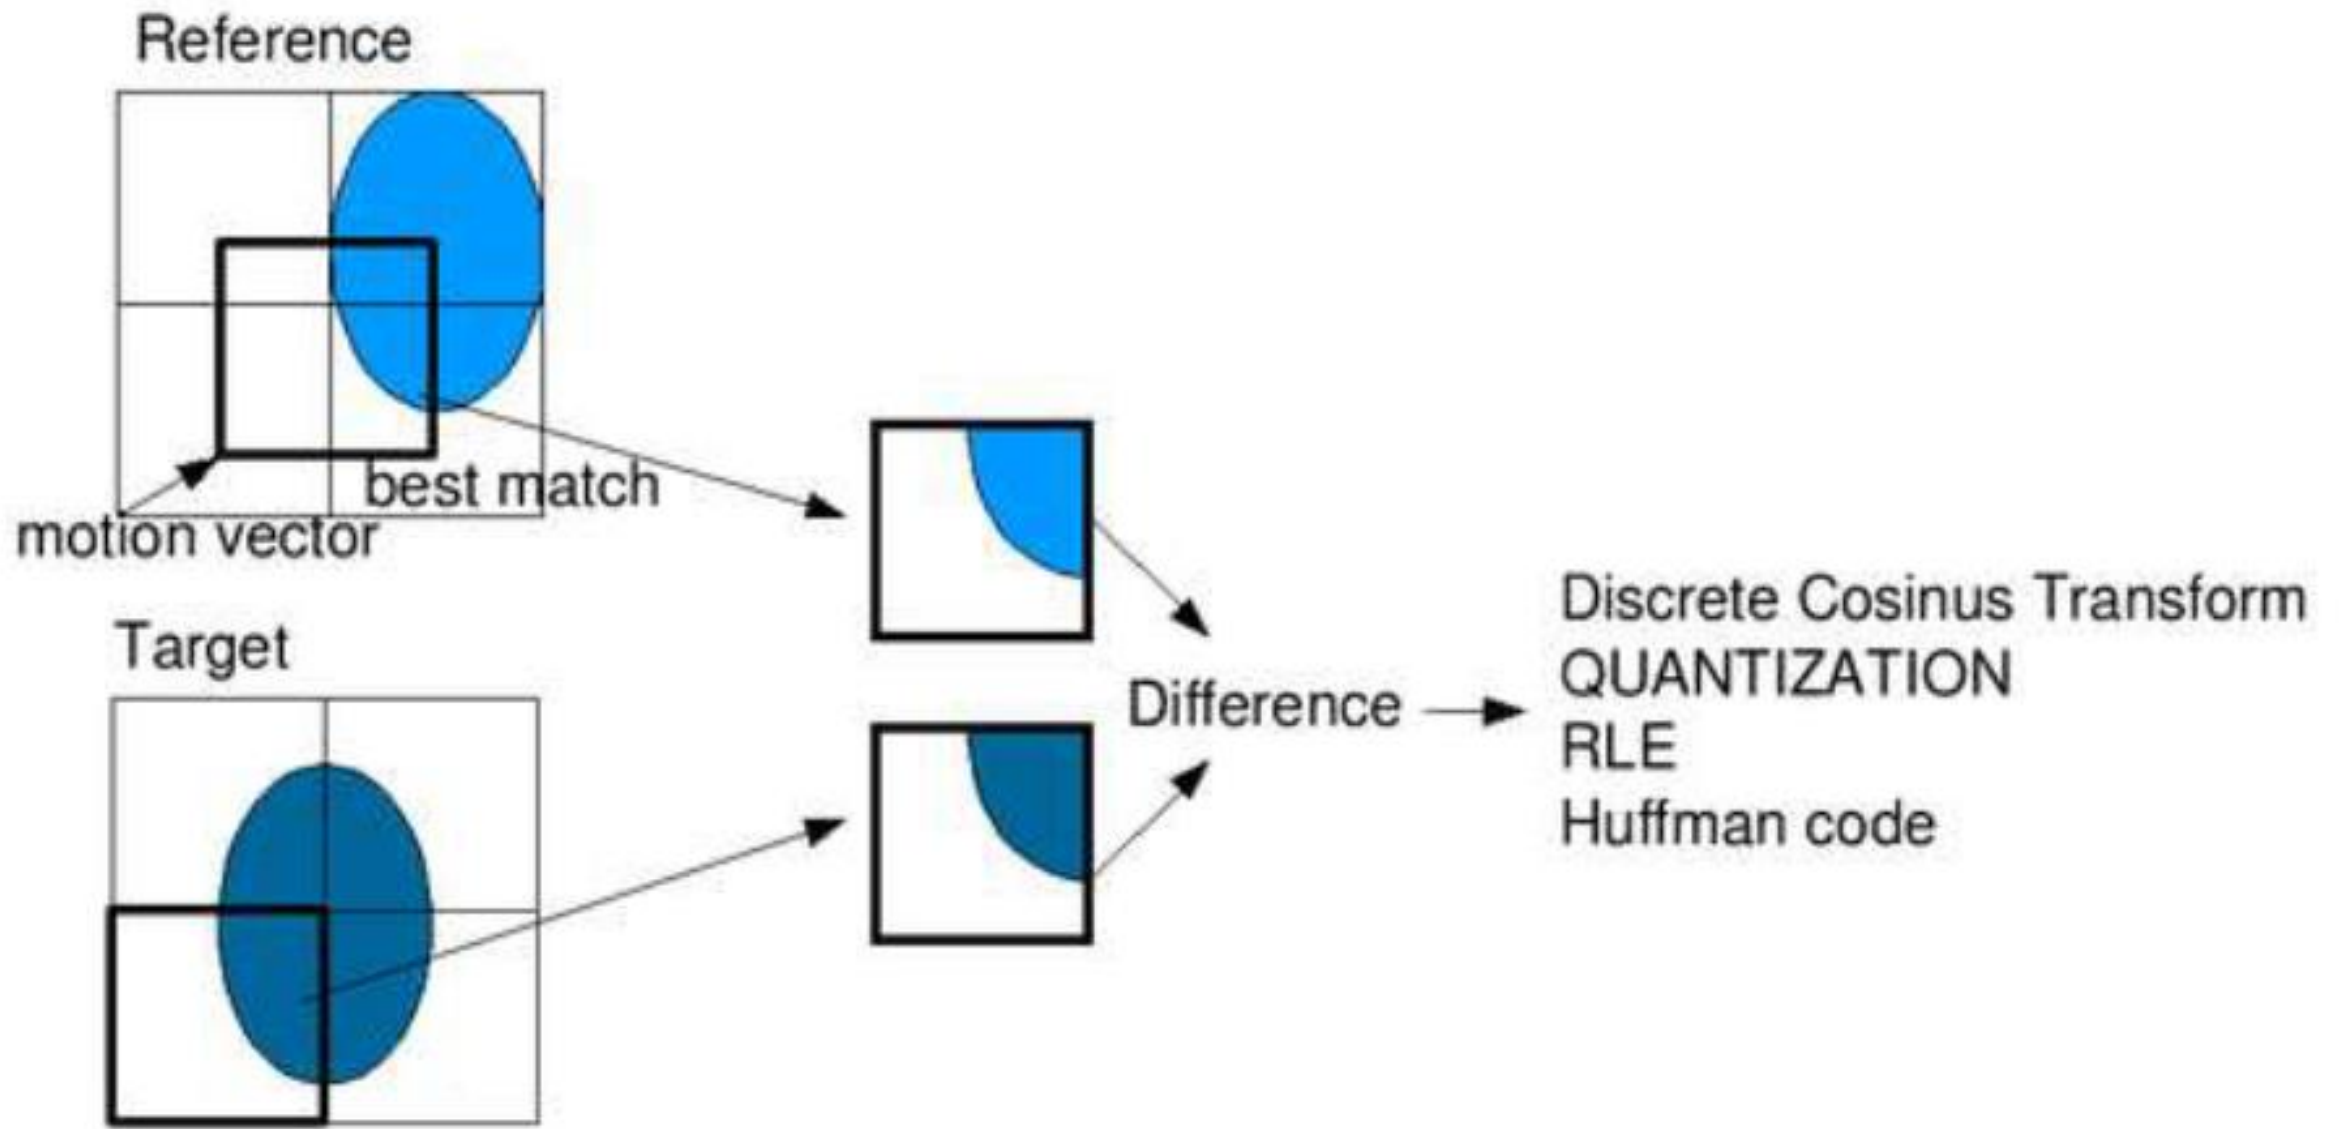 Reference
best match
motion vector
Target
Difference
Discrete Cosinus Transform
QUANTIZATION
RLE
Huffman code